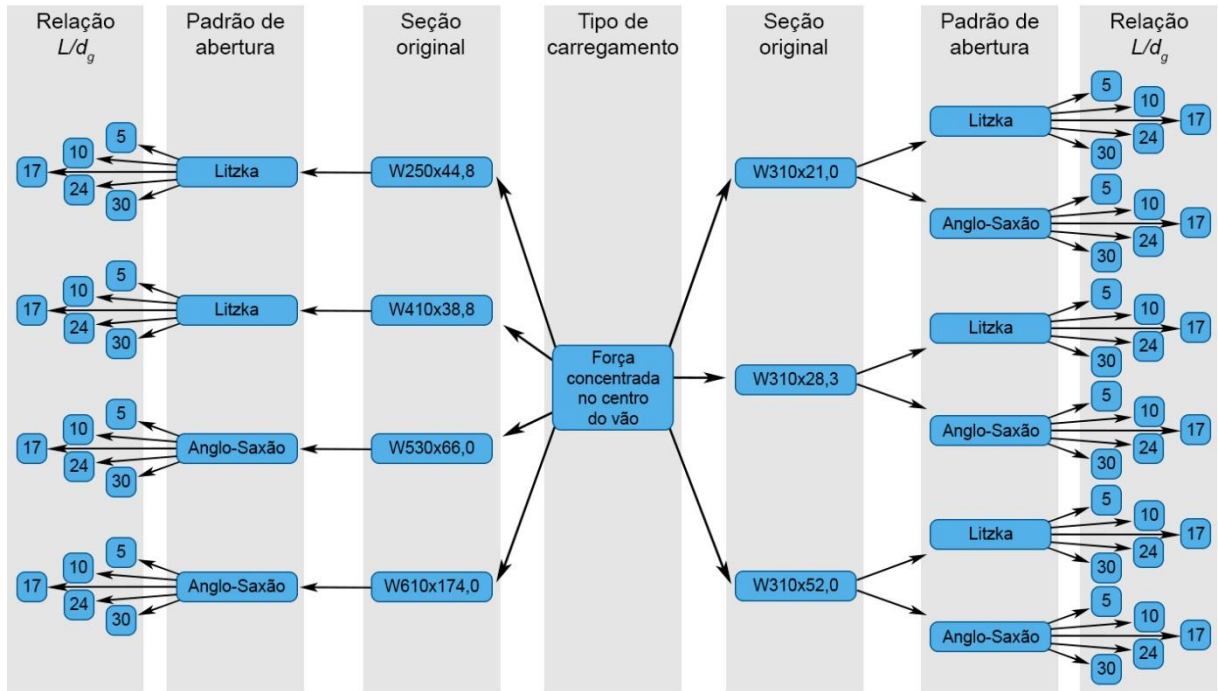 Relação
L/dg
Padrão de
abertura
Seção
original
Tipo de
carregamento
Seção
original
Padrão de
abertura
Relação
L/dg
5
10
17
24
30
Litzka
W250x44,8
5
10
17
24
30
Litzka
W410x38,8
5
10
17
24
30
Anglo-Saxão
W530x66,0
5
10
17
24
30
Anglo-Saxão
W610x174,0
Força
concentrada
no centro
do vão
W310x21,0
Litzka
5
10
17
24
30
Anglo-Saxão
5
10
17
24
30
W310x28,3
Litzka
5
10
17
24
30
Anglo-Saxão
5
10
17
24
30
W310x52,0
Litzka
5
10
17
24
30
Anglo-Saxão
5
10
17
24
30